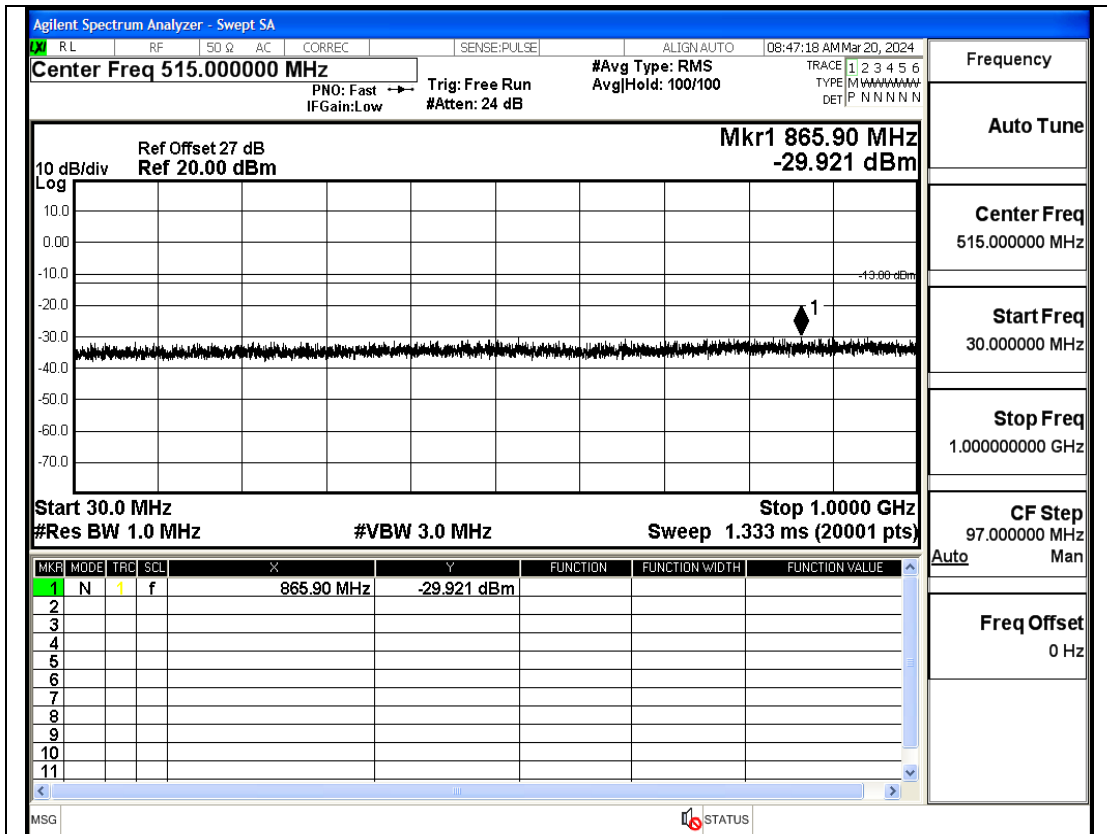 Agilent Spectrum Analyzer - Swept SA
LXI RL RF 50 Ω AC CORREC SENSE:PULSE ALIGN AUTO 08:47:18 AM Mar 20, 2024
Center Freq 515.000000 MHz
PNO: Fast
IFGain:Low
Trig: Free Run
#Atten: 24 dB
#Avg Type: RMS
Avg|Hold: 100/100
TRACE 1 2 3 4 5 6
TYPE M WWWWW
DET P N N N N N
Ref Offset 27 dB
Ref 20.00 dBm
Mkr1 865.90 MHz
-29.921 dBm
10 dB/div
Log
10.0
0.00
-10.0
-20.0
-30.0
-40.0
-50.0
-60.0
-70.0
-13.00 dBm
1
Start 30.0 MHz
Stop 1.0000 GHz
#Res BW 1.0 MHz
#VBW 3.0 MHz
Sweep 1.333 ms (20001 pts)
MKR MODE TRC SCL X Y FUNCTION FUNCTION WIDTH FUNCTION VALUE
1 N 1 f 865.90 MHz -29.921 dBm
2
3
4
5
6
7
8
9
10
11
MSG
STATUS
Frequency
Auto Tune
Center Freq
515.000000 MHz
Start Freq
30.000000 MHz
Stop Freq
1.000000000 GHz
CF Step
97.000000 MHz
Auto Man
Freq Offset
0 Hz